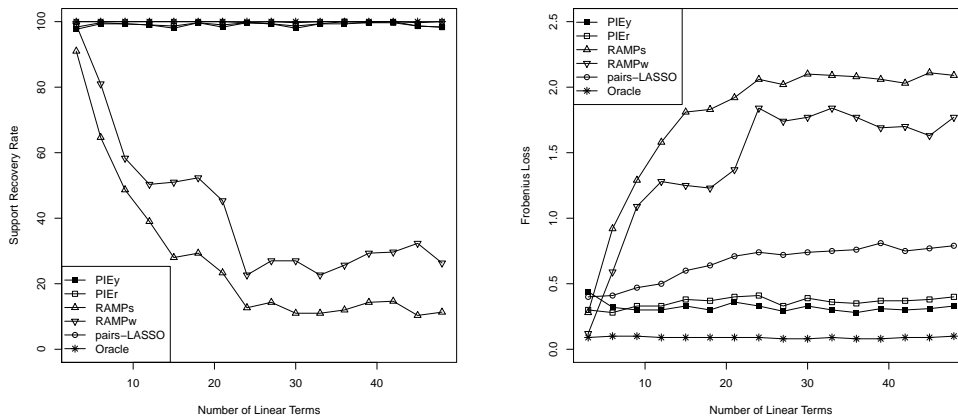 100
80
60
40
20
0
Support Recovery Rate
PIEy
PIEr
RAMPs
RAMPw
pairs-LASSO
Oracle
10 20 30 40
Number of Linear Terms
2.5
2.0
1.5
1.0
0.5
0.0
Frobenius Loss
PIEy
PIEr
RAMPs
RAMPw
pairs-LASSO
Oracle
10 20 30 40
Number of Linear Terms